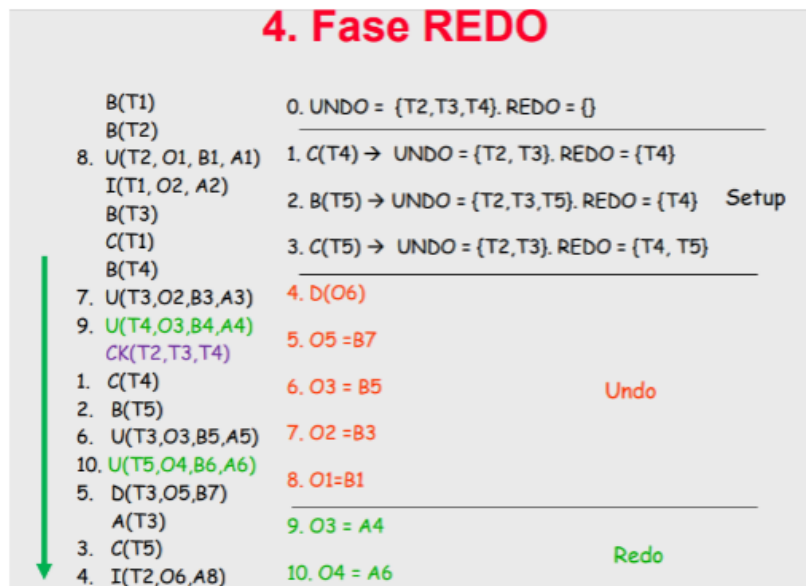 4. Fase REDO
B(T1)
B(T2)
8. U(T2, O1, B1, A1)
I(T1, O2, A2)
B(T3)
C(T1)
B(T4)
7. U(T3,O2,B3,A3)
9. U(T4,O3,B4,A4)
CK(T2,T3,T4)
1. C(T4)
2. B(T5)
6. U(T3,O3,B5,A5)
10. U(T5,O4,B6,A6)
5. D(T3,O5,B7)
A(T3)
3. C(T5)
4. I(T2,O6,A8)
0. UNDO = {T2,T3,T4}. REDO = {}
1. C(T4) → UNDO = {T2, T3}. REDO = {T4}
2. B(T5) → UNDO = {T2,T3,T5}. REDO = {T4}
3. C(T5) → UNDO = {T2,T3}. REDO = {T4, T5}
Setup
4. D(O6)
5. O5 =B7
6. O3 = B5
7. O2 =B3
8. O1=B1
Undo
9. O3 = A4
10. O4 = A6
Redo